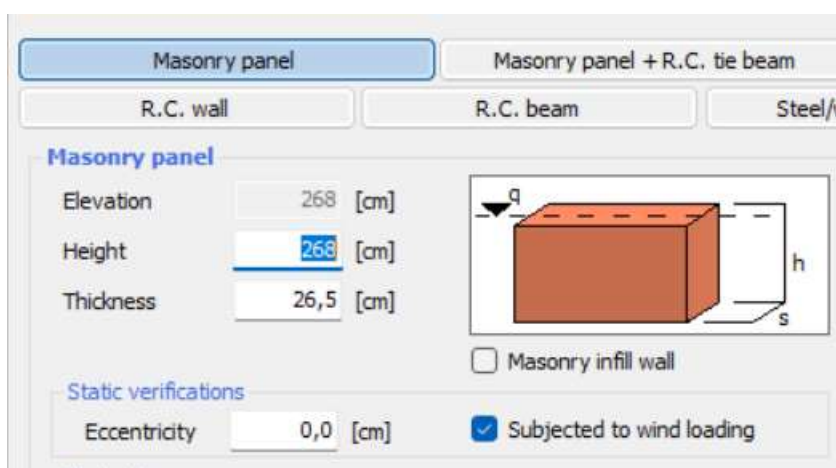 Masonry panel Masonry panel + R.C. tie beam
R.C. wall R.C. beam
Masonry panel
Elevation 268 [cm]
Height 268 [cm]
Thickness 26,5 [cm]
q
h
s
Masonry infill wall
Static verifications
Eccentricity 0,0 [cm] Subjected to wind loading